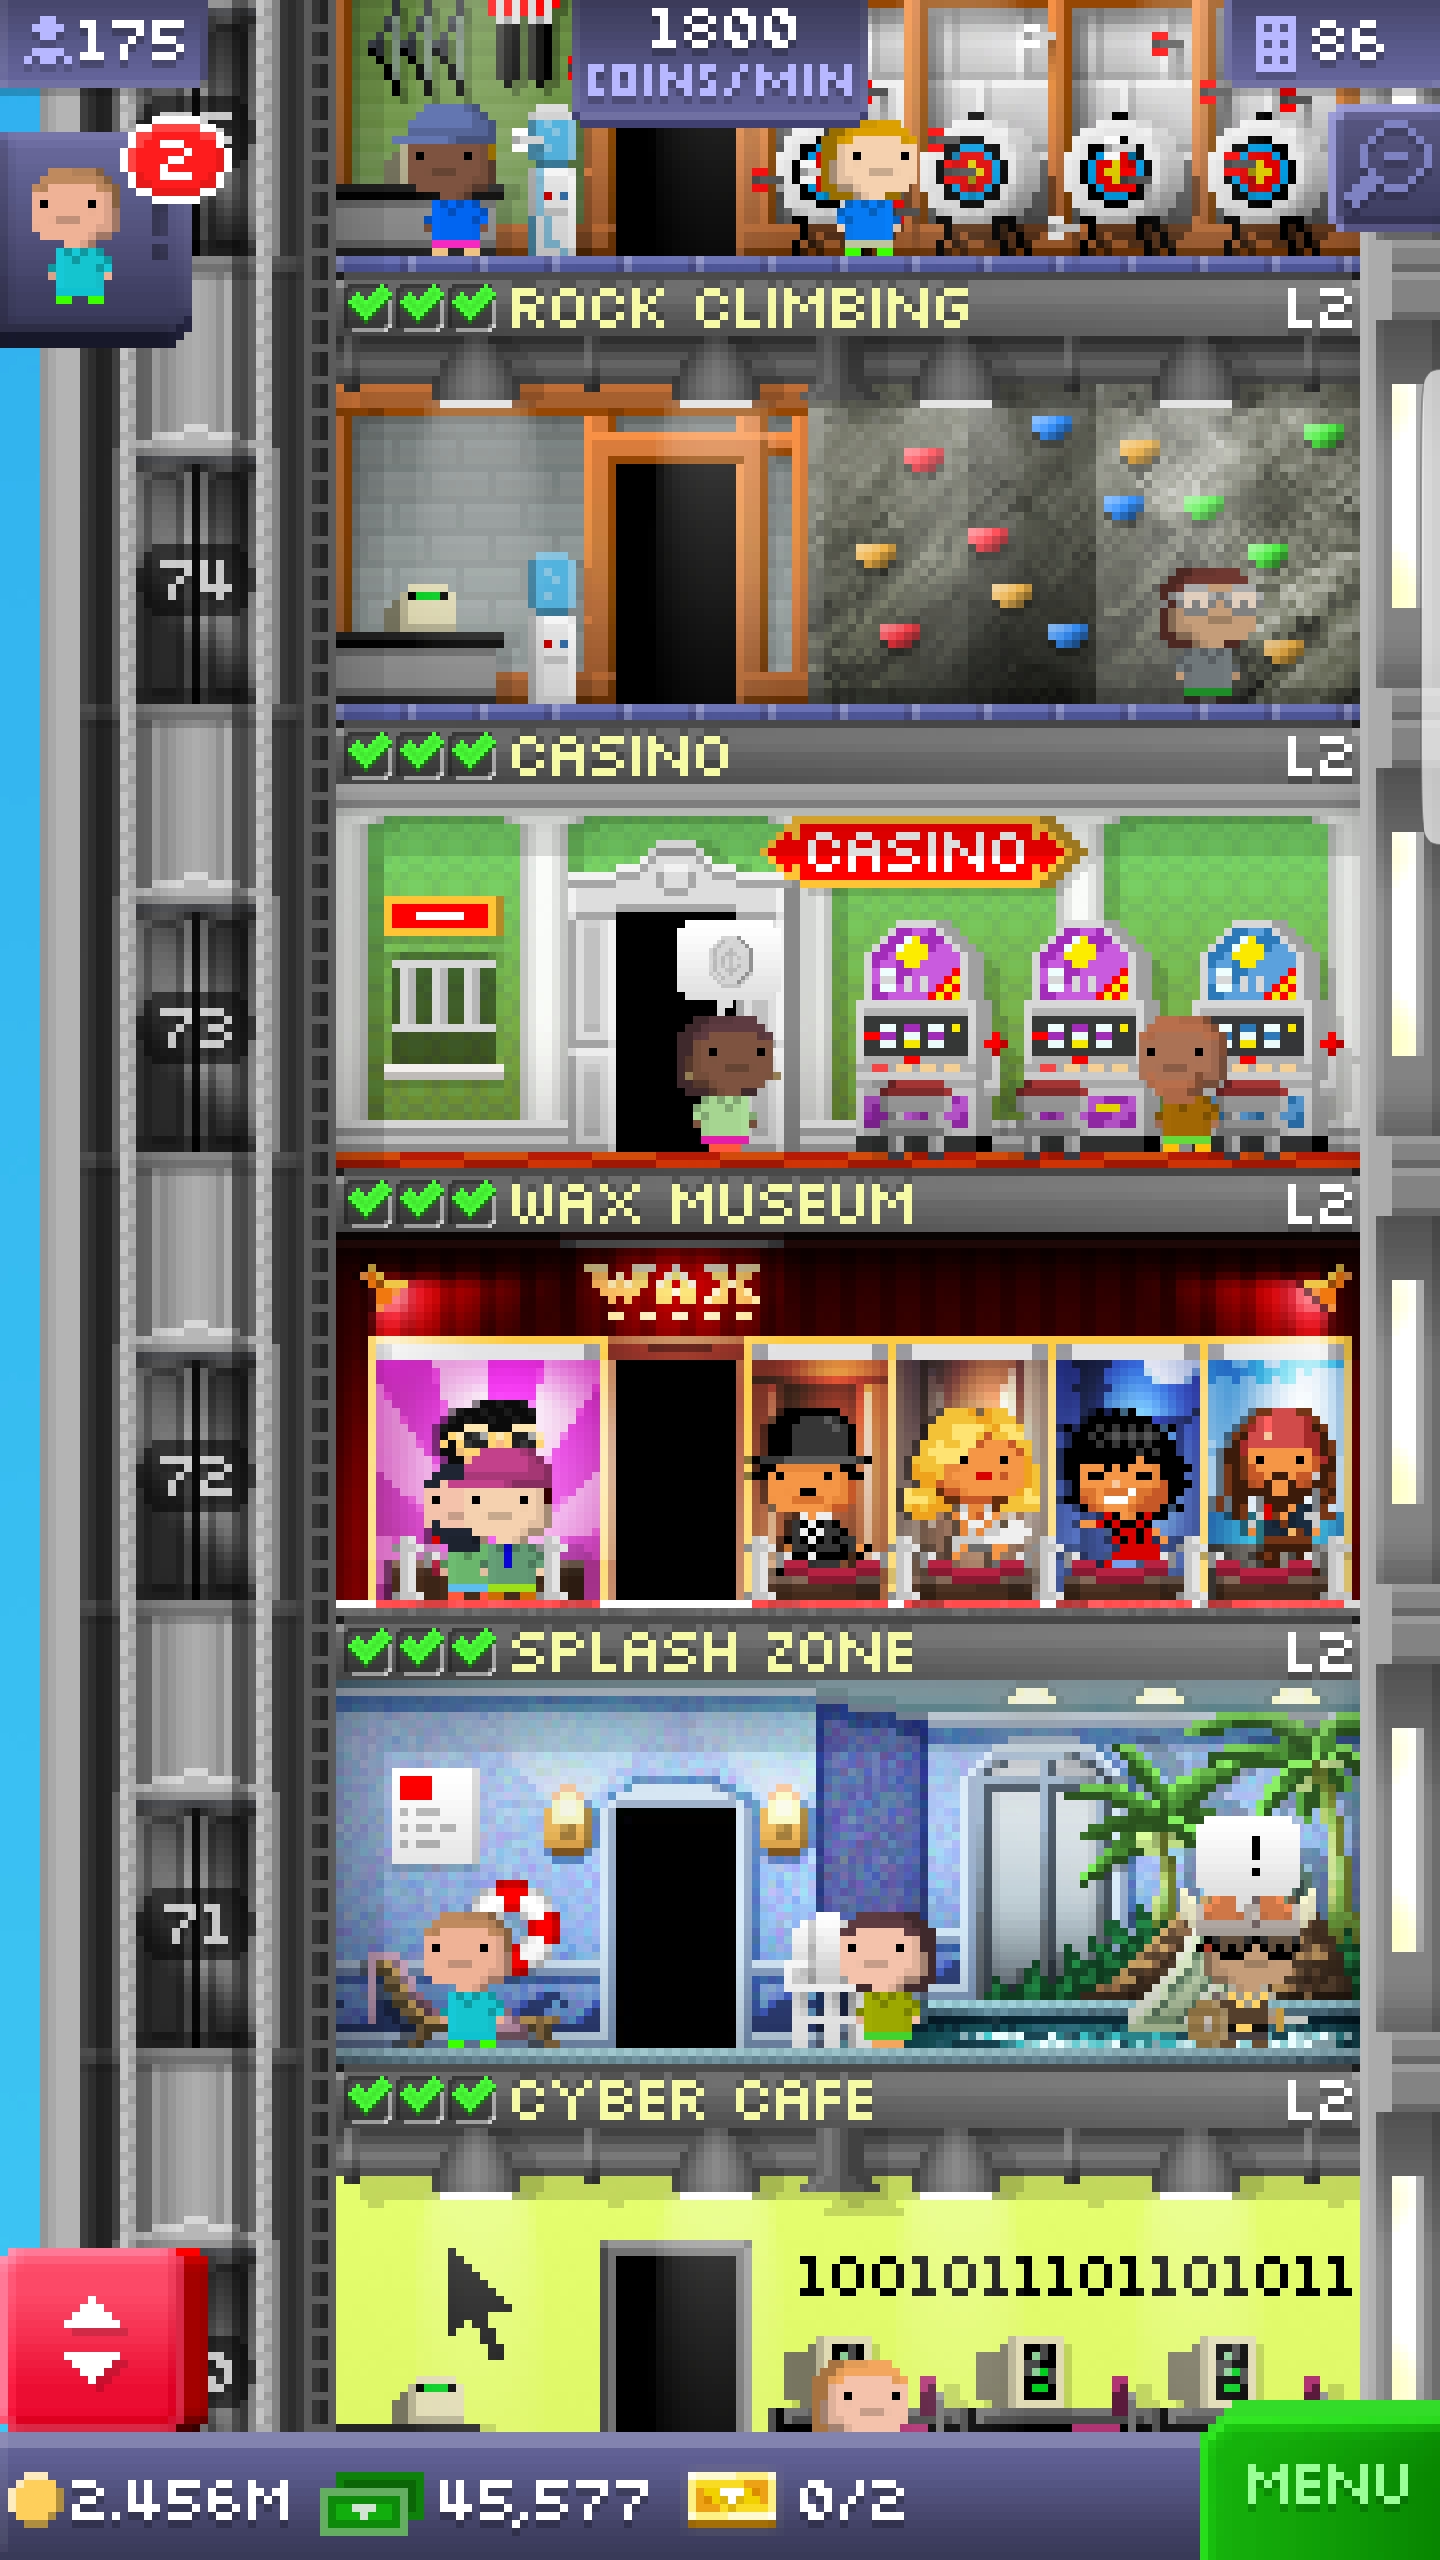 175
1800
COINS/MIN
86
2
ROCK CLIMBING L2
74
CASINO L2
CASINO
73
WAX MUSEUM L2
WAX
72
SPLASH ZONE L2
!
71
CYBER CAFE L2
100101110110101011
2.456M 45,577 0/2
MENU